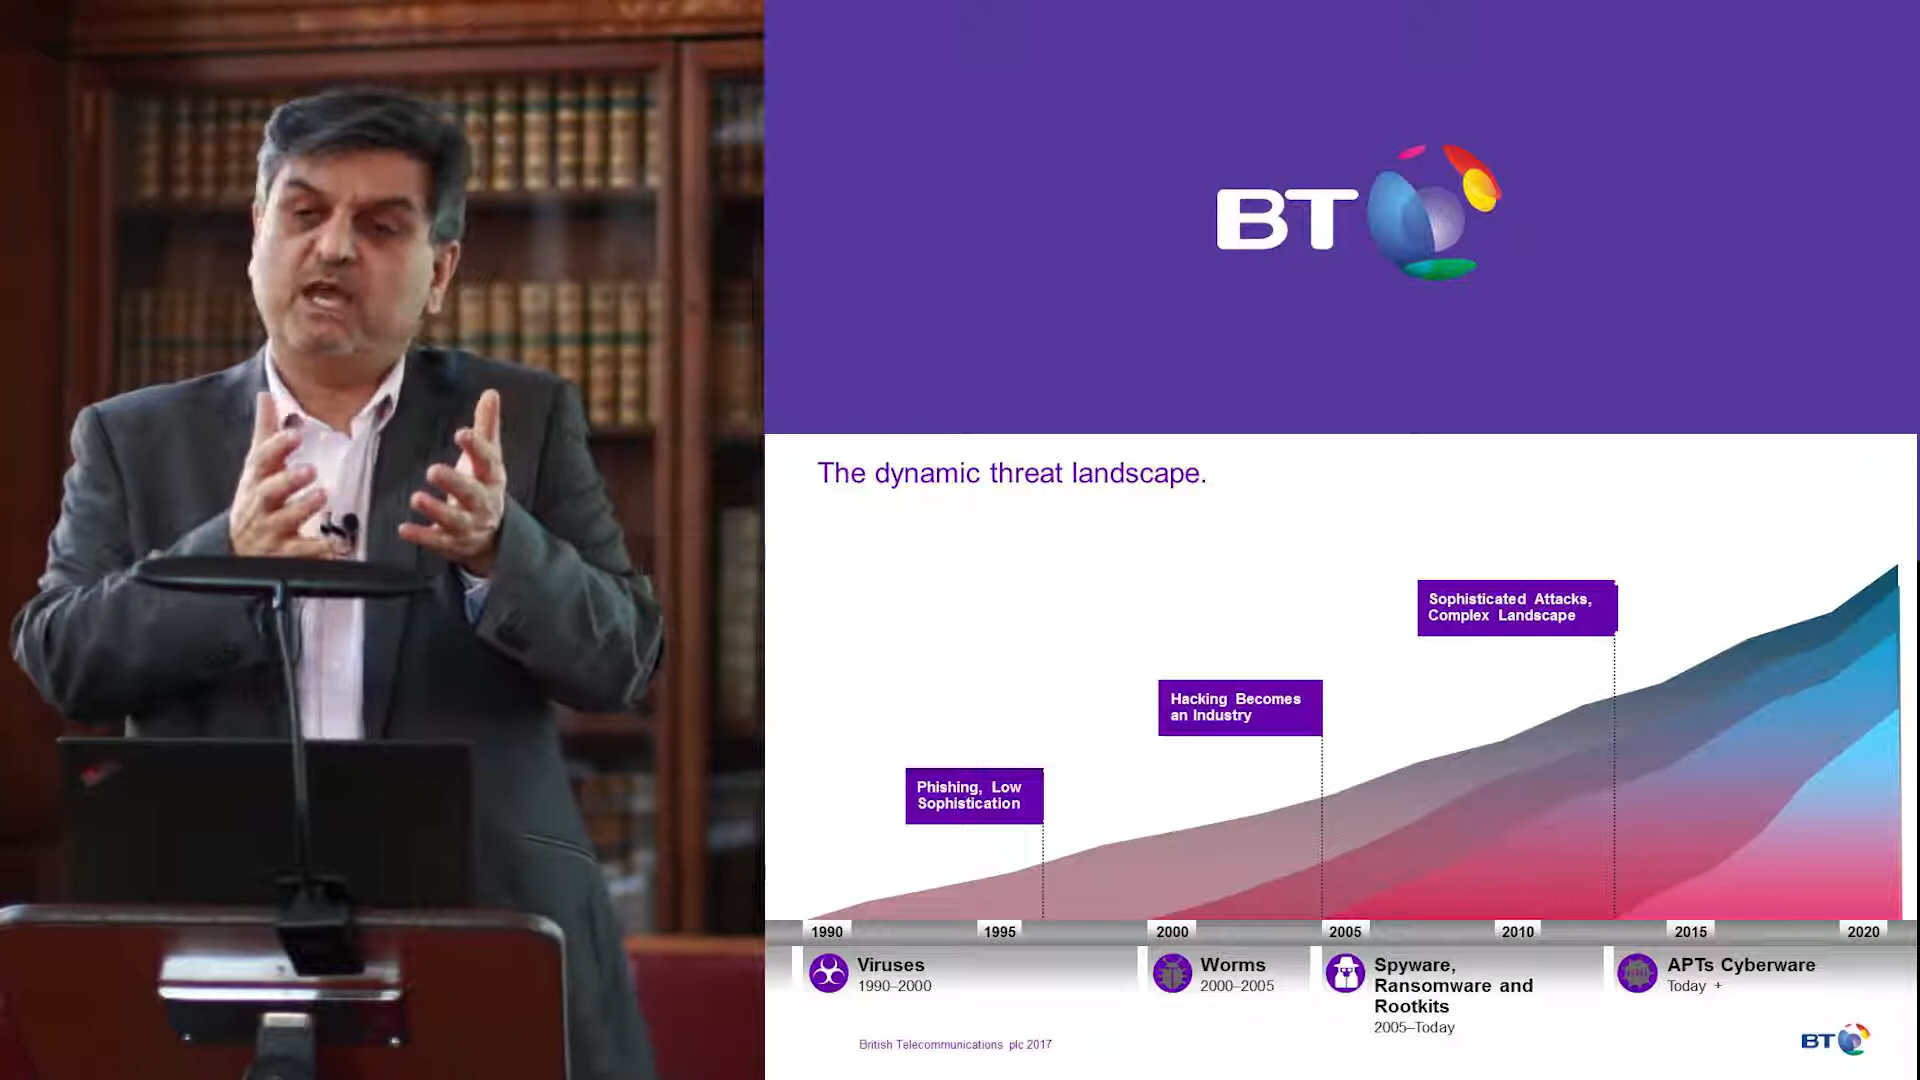 BT
The dynamic threat landscape.
Sophisticated Attacks,
Complex Landscape
Hacking Becomes
an Industry
Phishing, Low
Sophistication
1990
1995
2000
2005
2010
2015
2020
Viruses
1990–2000
Worms
2000–2005
Spyware,
Ransomware and
Rootkits
2005–Today
APTs Cyberware
Today +
British Telecommunications plc 2017
BT